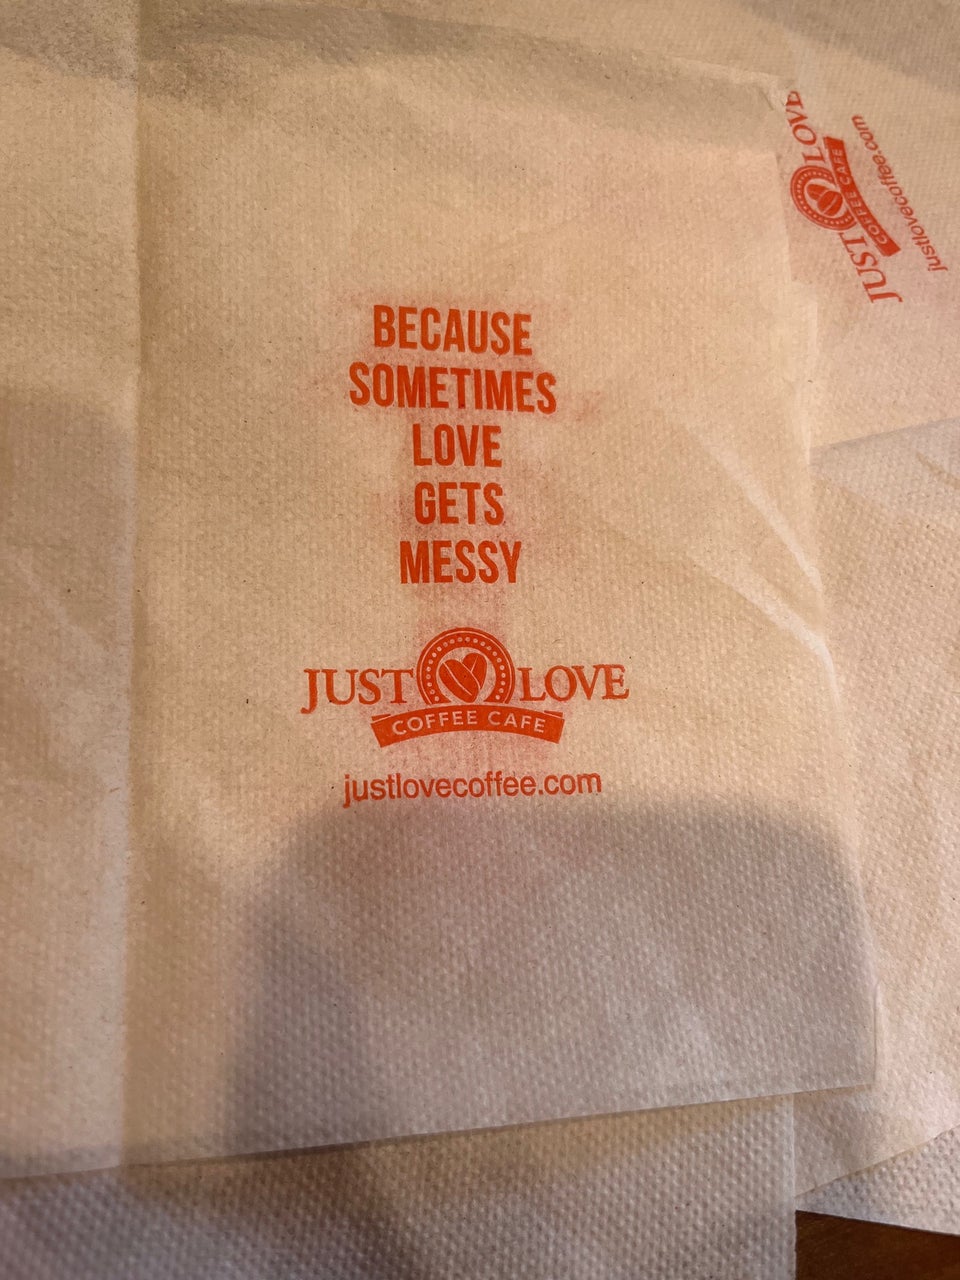 BECAUSE
SOMETIMES
LOVE
GETS
MESSY
JUST LOVE
COFFEE CAFE
justlovecoffee.com
JUST LOVE
COFFEE CAFE
justlovecoffee.com